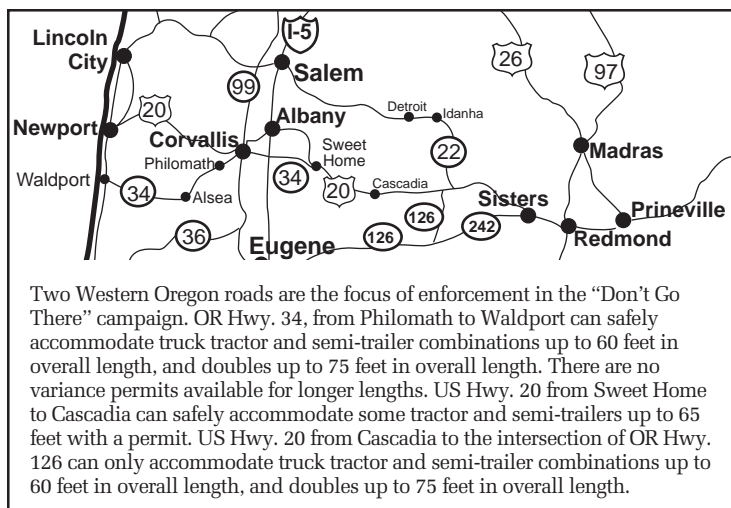 I-5
Lincoln
City
26
97
Salem
99
20
Detroit
Idanha
Albany
Newport
Corvallis
Sweet
Home
22
Madras
Philomath
Waldport
34
34
Cascadia
20
Alsea
Sisters
Prineville
126
242
36
126
Redmond
Eugene
Two Western Oregon roads are the focus of enforcement in the “Don’t Go
There” campaign. OR Hwy. 34, from Philomath to Waldport can safely
accommodate truck tractor and semi-trailer combinations up to 60 feet in
overall length, and doubles up to 75 feet in overall length. There are no
variance permits available for longer lengths. US Hwy. 20 from Sweet Home
to Cascadia can safely accommodate some tractor and semi-trailers up to 65
feet with a permit. US Hwy. 20 from Cascadia to the intersection of OR Hwy.
126 can only accommodate truck tractor and semi-trailer combinations up to
60 feet in overall length, and doubles up to 75 feet in overall length.